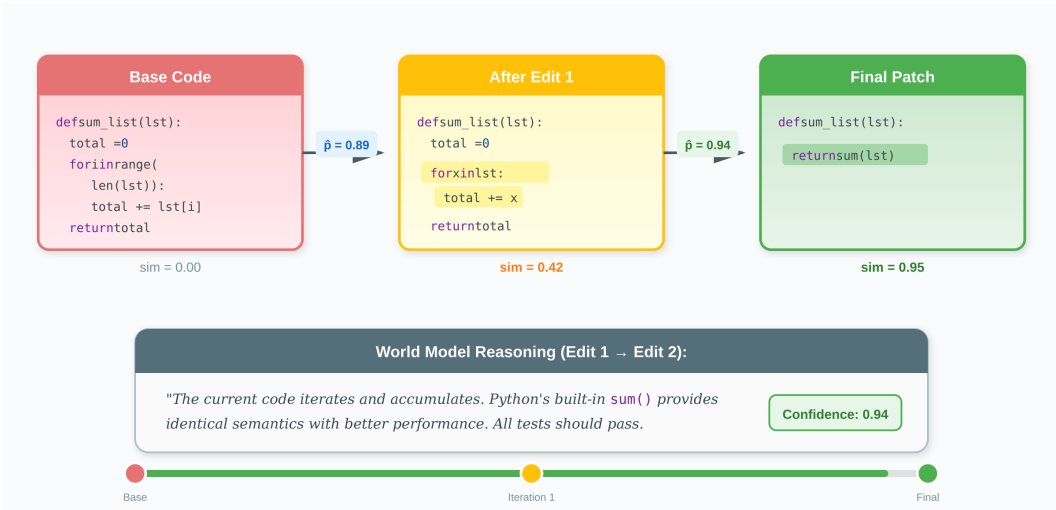 Base Code
defsum_list(lst):
total =0
foriinrange(
len(lst)):
total += lst[i]
returntotal
sim = 0.00
p̂ = 0.89
After Edit 1
defsum_list(lst):
total =0
forxinlst:
total += x
returntotal
sim = 0.42
p̂ = 0.94
Final Patch
defsum_list(lst):
returnsum(lst)
sim = 0.95
World Model Reasoning (Edit 1 → Edit 2):
"The current code iterates and accumulates. Python's built-in sum() provides
identical semantics with better performance. All tests should pass.
Confidence: 0.94
Base
Iteration 1
Final